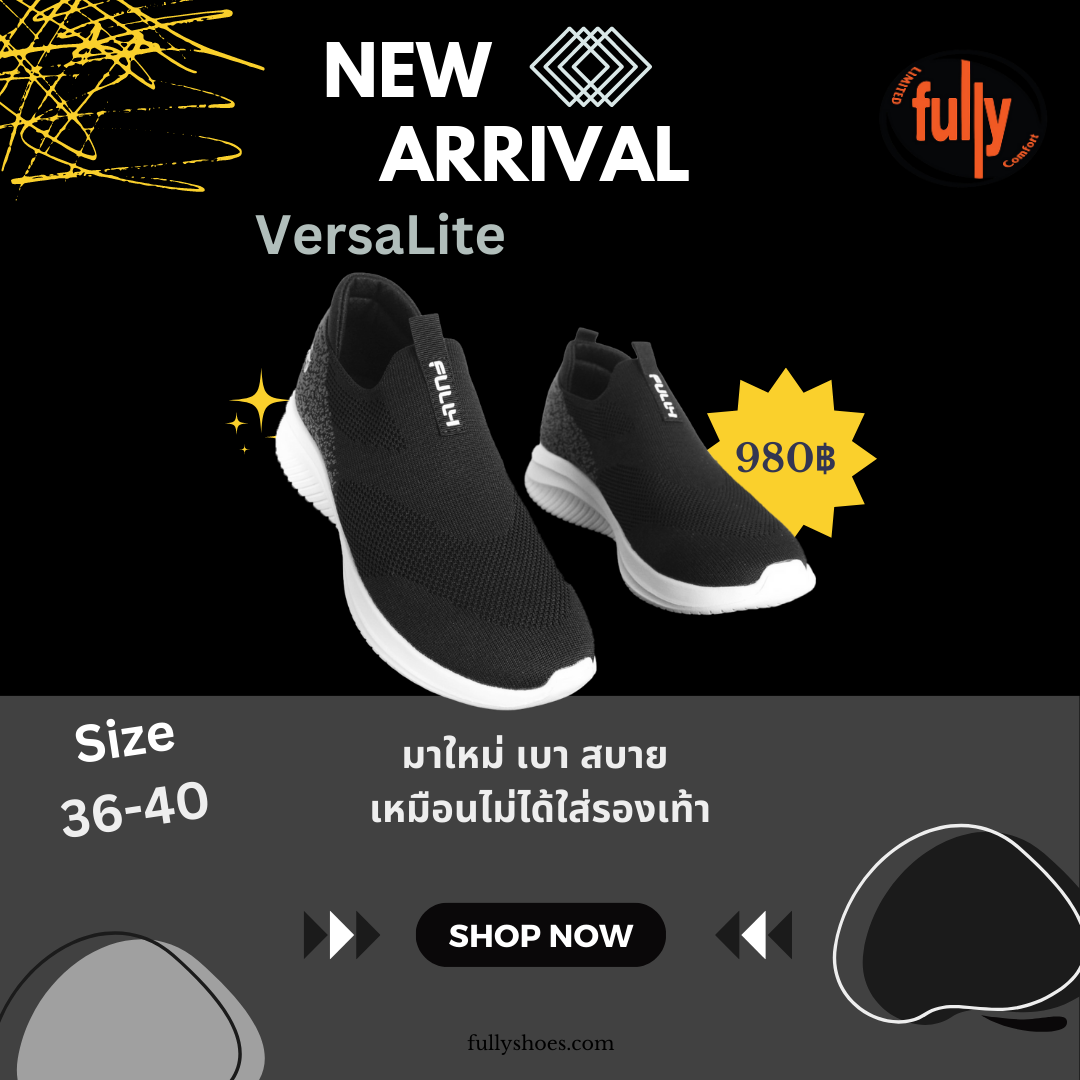 NEW
ARRIVAL
LIMITED
fully
Comfort
VersaLite
FULLY
FULLY
980฿
Size
36-40
มาใหม่ เบา สบาย
เหมือนไม่ได้ใส่รองเท้า
SHOP NOW
fullyshoes.com